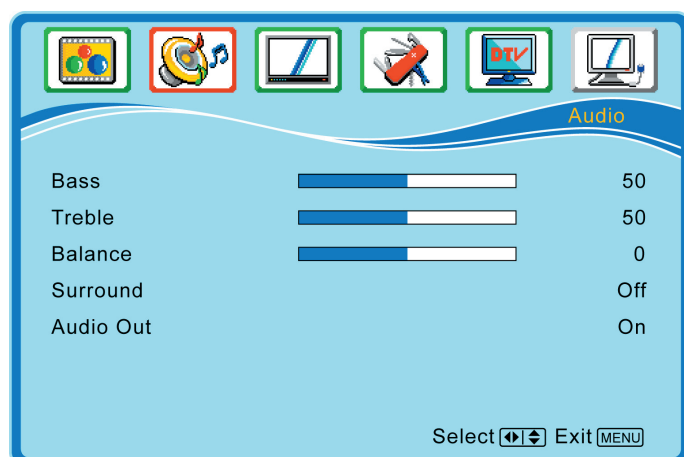 DTV
Audio
Bass 50
Treble 50
Balance 0
Surround Off
Audio Out On
Select Exit MENU